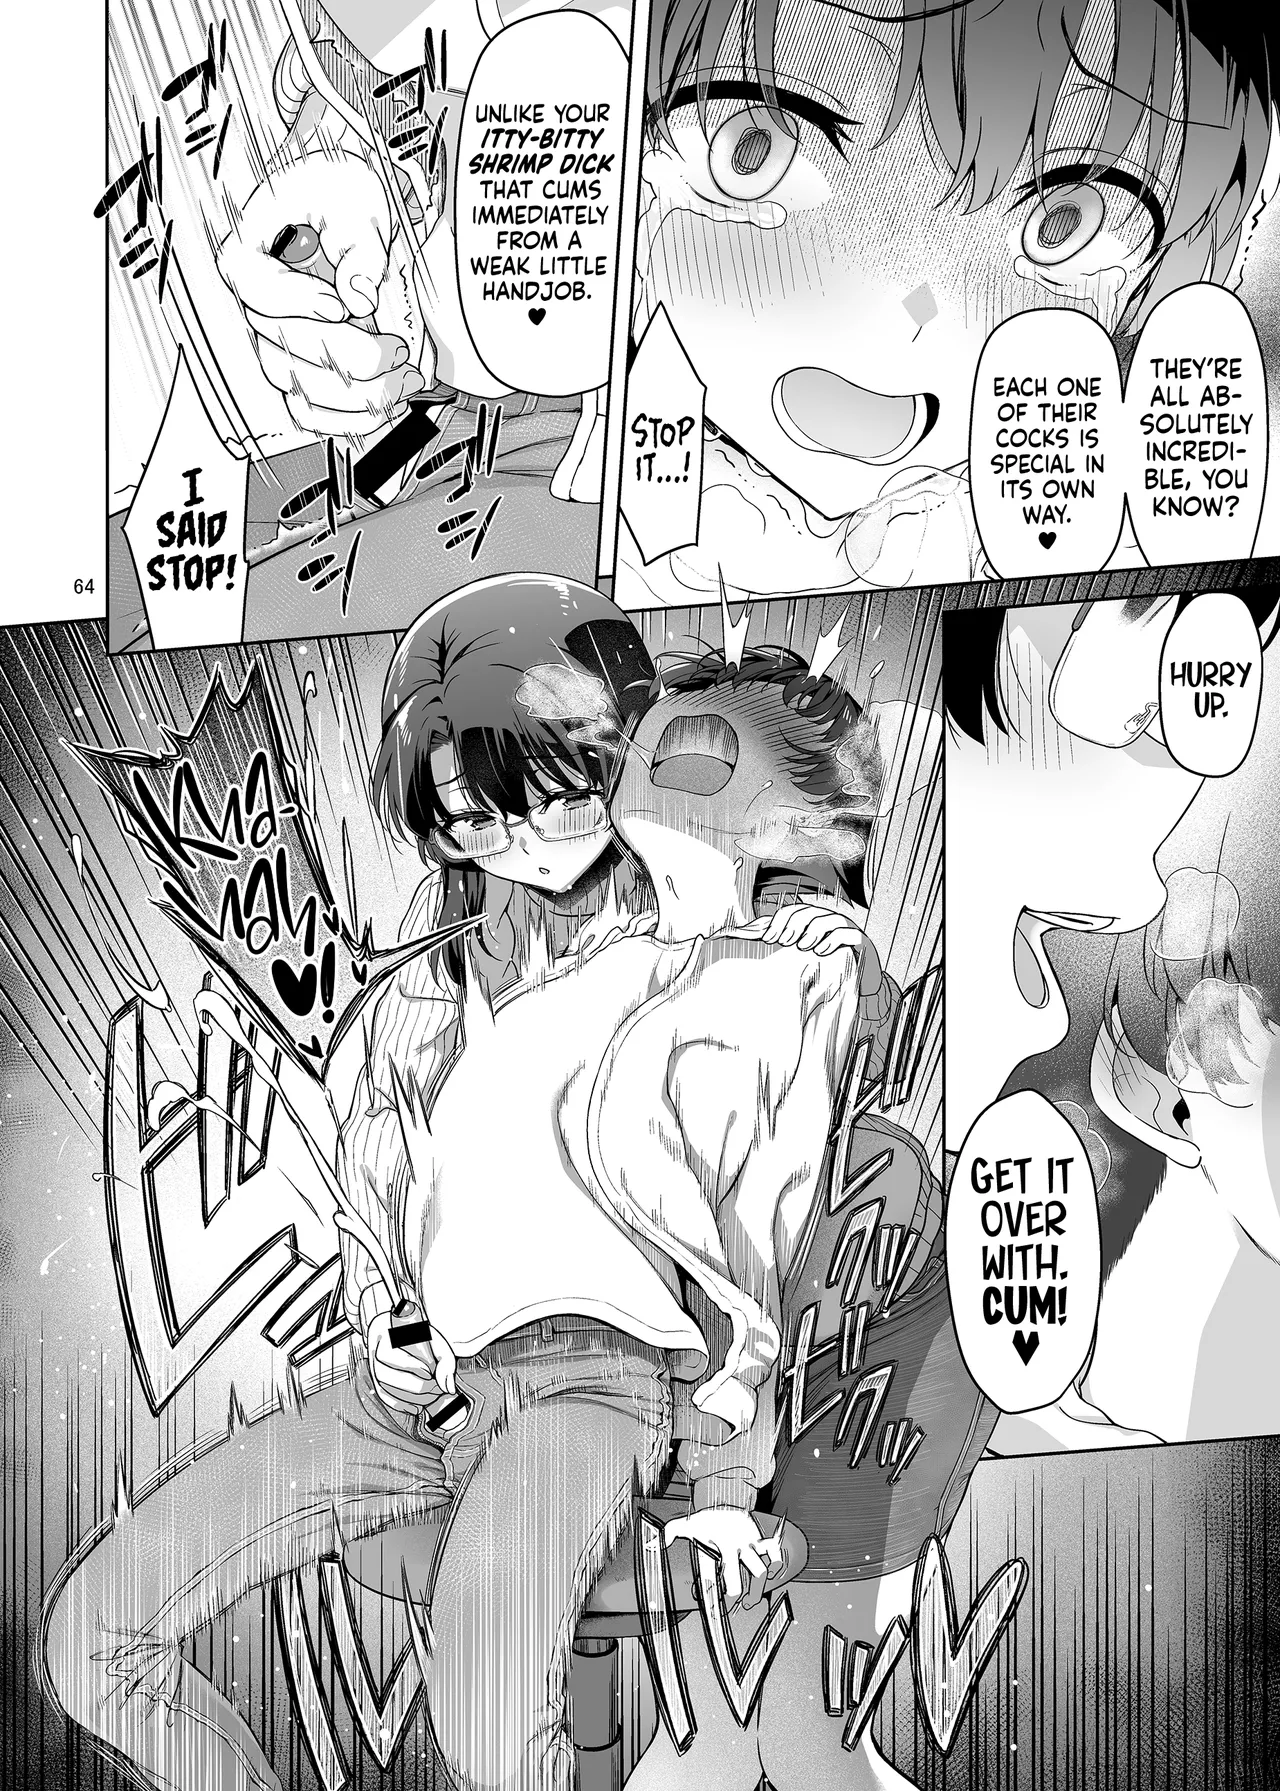 THEY'RE
ALL AB-
SOLUTELY
INCREDI-
BLE, YOU
KNOW?
EACH ONE
OF THEIR
COCKS IS
SPECIAL IN
ITS OWN
WAY.
♥
STOP
IT...!
UNLIKE YOUR
ITTY-BITTY
SHRIMP DICK
THAT CUMS
IMMEDIATELY
FROM A
WEAK LITTLE
HANDJOB.
♥
I
SAID
STOP!
64
HURRY
UP.
GET IT
OVER
WITH.
CUM!
♥